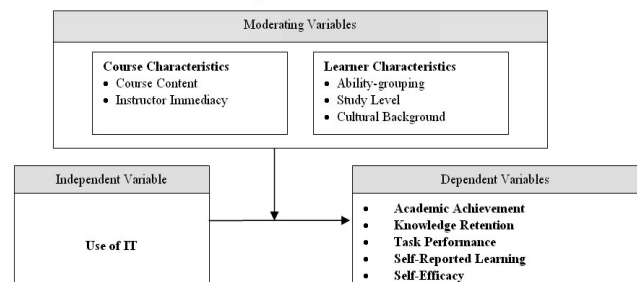 Moderating Variables
Course Characteristics
• Course Content
• Instructor Immediacy
Learner Characteristics
• Ability-grouping
• Study Level
• Cultural Background
Independent Variable
Use of IT
Dependent Variables
• Academic Achievement
• Knowledge Retention
• Task Performance
• Self-Reported Learning
• Self-Efficacy